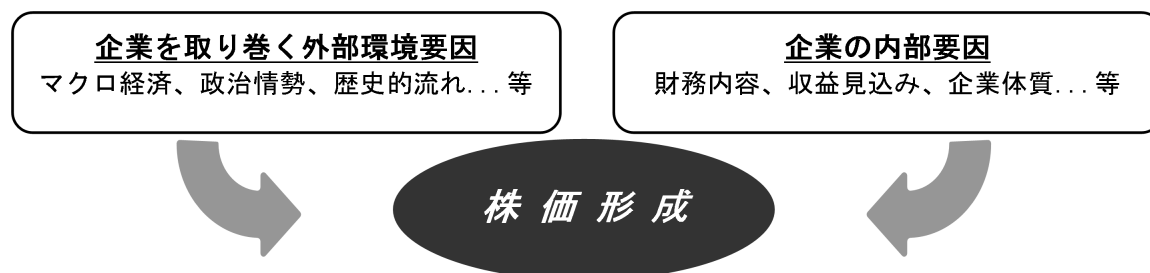 企業を取り巻く外部環境要因
マクロ経済、政治情勢、歴史的流れ...等
企業の内部要因
財務内容、収益見込み、企業体質...等
株価形成